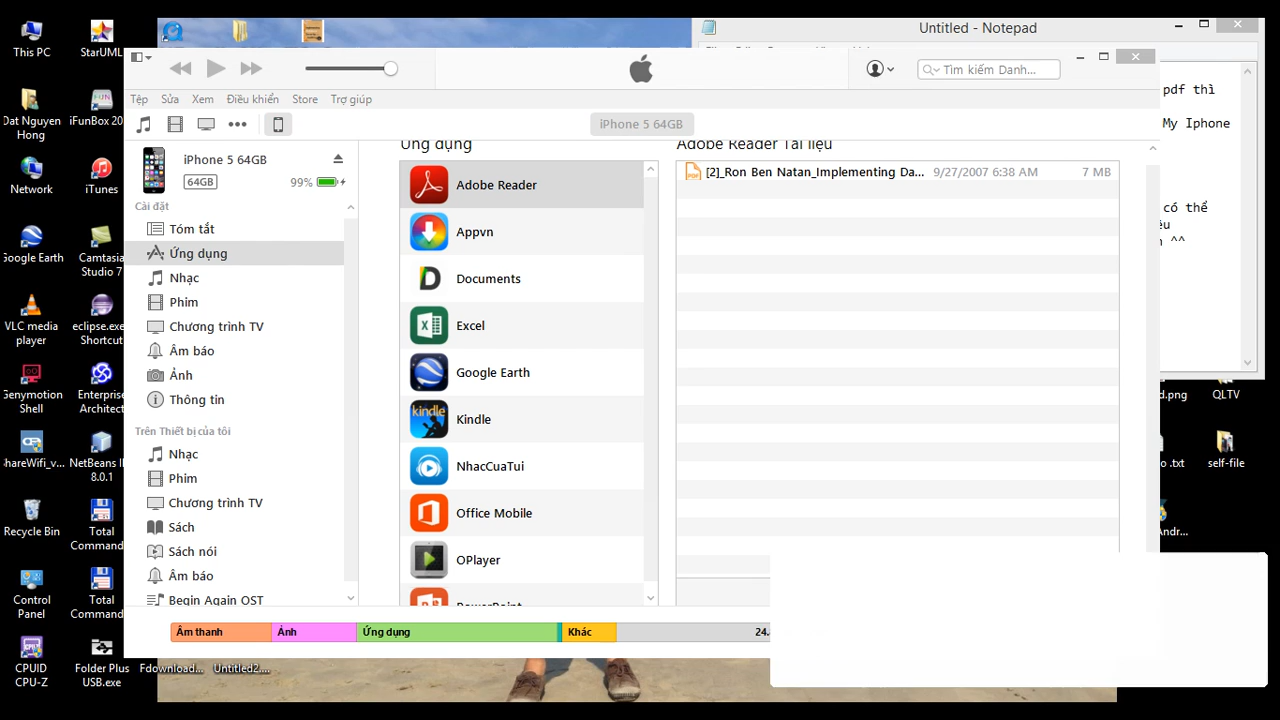 This PC
StarUML
Dat Nguyen
Hong
iFunBox 20
Network
iTunes
Google Earth
Camtasia
Studio 7
VLC media
player
eclipse.exe
Shortcut
Genymotion
Shell
Enterprise
Architect
NetBeans I
8.0.1
Recycle Bin
Total
Command
Control
Panel
Total
Command
CPUID
CPU-Z
Folder Plus
USB.exe
Fdownload...
Untitled2....
Untitled - Notepad
pdf thì
My Iphone
có thể
^^
QLTV
self-file
Tìm kiếm Danh...
Tệp Sửa Xem Điều khiển Store Trợ giúp
iPhone 5 64GB
iPhone 5 64GB
64GB 99%
Cài đặt
Tóm tắt
Ứng dụng
Nhạc
Phim
Chương trình TV
Âm báo
Ảnh
Thông tin
Trên Thiết bị của tôi
Nhạc
Phim
Chương trình TV
Sách
Sách nói
Âm báo
Begin Again OST
Ứng dụng
Adobe Reader
Appvn
Documents
Excel
Google Earth
Kindle
NhacCuaTui
Office Mobile
OPlayer
PowerPoint
Adobe Reader Tài liệu
[2]_Ron Ben Natan_Implementing Da... 9/27/2007 6:38 AM 7 MB
Âm thanh Ảnh Ứng dụng Khác 24.